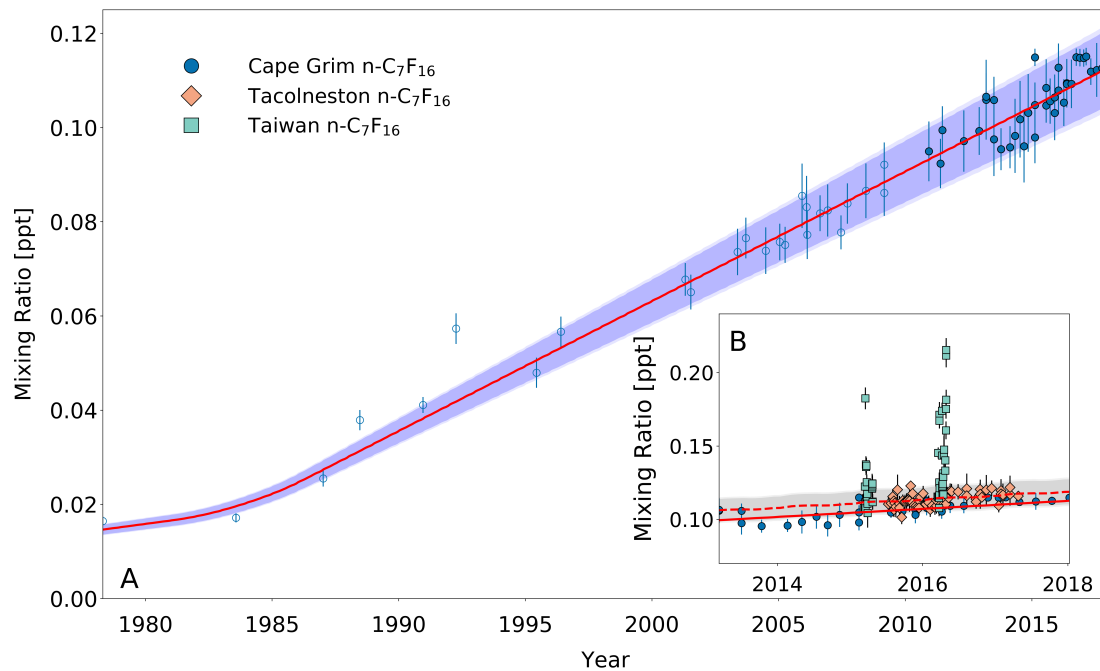 0.12
0.10
0.08
0.06
0.04
0.02
0.00
Mixing Ratio [ppt]
Cape Grim n-C₇F₁₆
Tacolneston n-C₇F₁₆
Taiwan n-C₇F₁₆
A
B
0.20
0.15
0.10
Mixing Ratio [ppt]
2014 2016 2018
1980 1985 1990 1995 2000 2005 2010 2015
Year